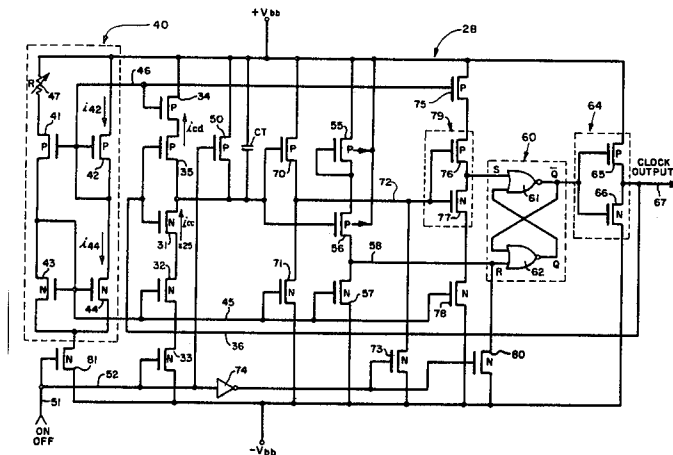 +Vbb
40
28
R
47
46
34
i42
P
75
41
icd
50
55
79
64
P
P
P
P
CT
P
P
P
42
35
70
72
76
60
65
CLOCK
OUTPUT
67
N
31
icc
25
P
56
N
77
S
61
Q̄
66
N
i44
58
43
N
N
44
32
N
71
N
N
57
N
78
R
62
Q
45
36
N
81
N
33
73
N
N
80
52
74
51
ON
OFF
-Vbb